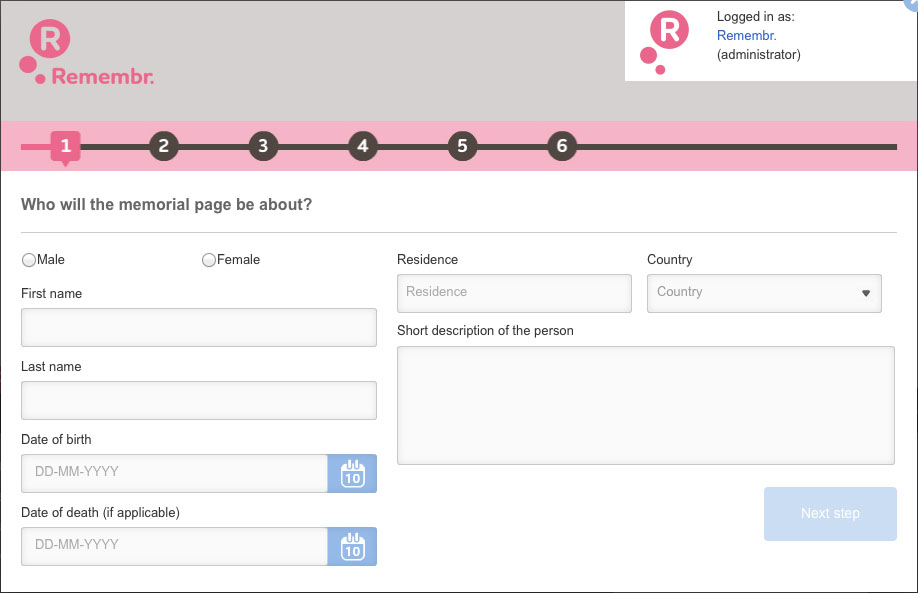 R
Remembr.
R
Logged in as:
Remembr.
(administrator)
1 2 3 4 5 6
Who will the memorial page be about?
Male Female
First name
Last name
Date of birth
DD-MM-YYYY 10
Date of death (if applicable)
DD-MM-YYYY 10
Residence Country
Residence Country
Short description of the person
Next step